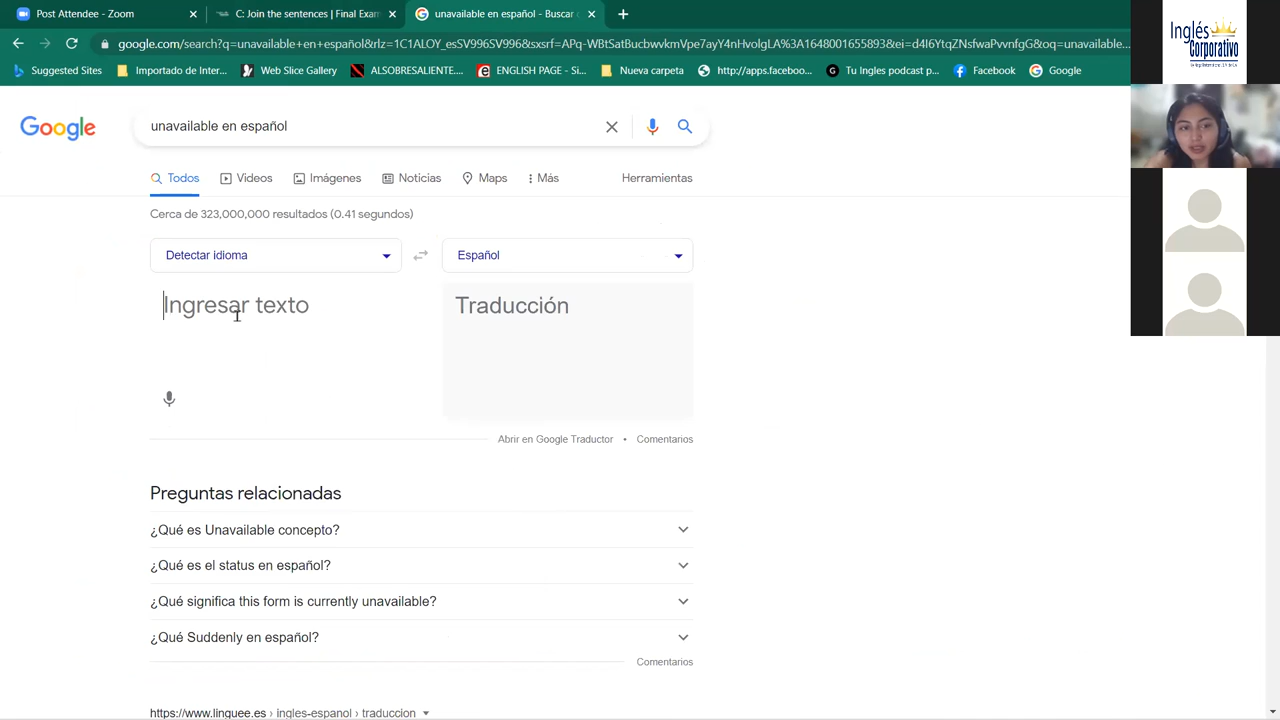 Post Attendee - Zoom
C: Join the sentences | Final Exam
unavailable en español - Buscar c
google.com/search?q=unavailable+en+español&rlz=1C1ALOY_esSV996SV996&sxsrf=APq-WBtSatBucbwvkmVpe7ayY4nHvolgLA%63A1648001655893&ei=d4I6YtqZNsfwaPvvnfgG&oq=unavailable...
Suggested Sites
Importado de Inter...
Web Slice Gallery
ALSOBRESALIENTE....
ENGLISH PAGE - Si...
Nueva carpeta
http://apps.faceboo...
Tu Ingles podcast p...
Facebook
Google
Inglés
Corporativo
Google
unavailable en español
Todos
Videos
Imágenes
Noticias
Maps
Más
Herramientas
Cerca de 323,000,000 resultados (0.41 segundos)
Detectar idioma
Español
Ingresar texto
Traducción
Abrir en Google Traductor • Comentarios
Preguntas relacionadas
¿Qué es Unavailable concepto?
¿Qué es el status en español?
¿Qué significa this form is currently unavailable?
¿Qué Suddenly en español?
Comentarios
https://www.linguee.es › ingles-espanol › traduccion